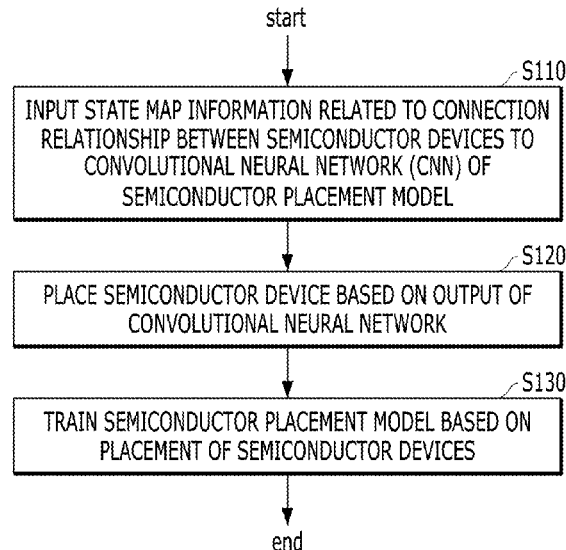 start
S110
INPUT STATE MAP INFORMATION RELATED TO CONNECTION
RELATIONSHIP BETWEEN SEMICONDUCTOR DEVICES TO
CONVOLUTIONAL NEURAL NETWORK (CNN) OF
SEMICONDUCTOR PLACEMENT MODEL
S120
PLACE SEMICONDUCTOR DEVICE BASED ON OUTPUT OF
CONVOLUTIONAL NEURAL NETWORK
S130
TRAIN SEMICONDUCTOR PLACEMENT MODEL BASED ON
PLACEMENT OF SEMICONDUCTOR DEVICES
end